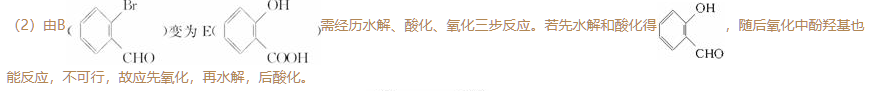 (2) 由B( Br CHO )变为 E( OH COOH )需经历水解、酸化、氧化三步反应。若先水解和酸化得 OH CHO ，随后氧化中酚羟基也
能反应，不可行，故应先氧化，再水解，后酸化。